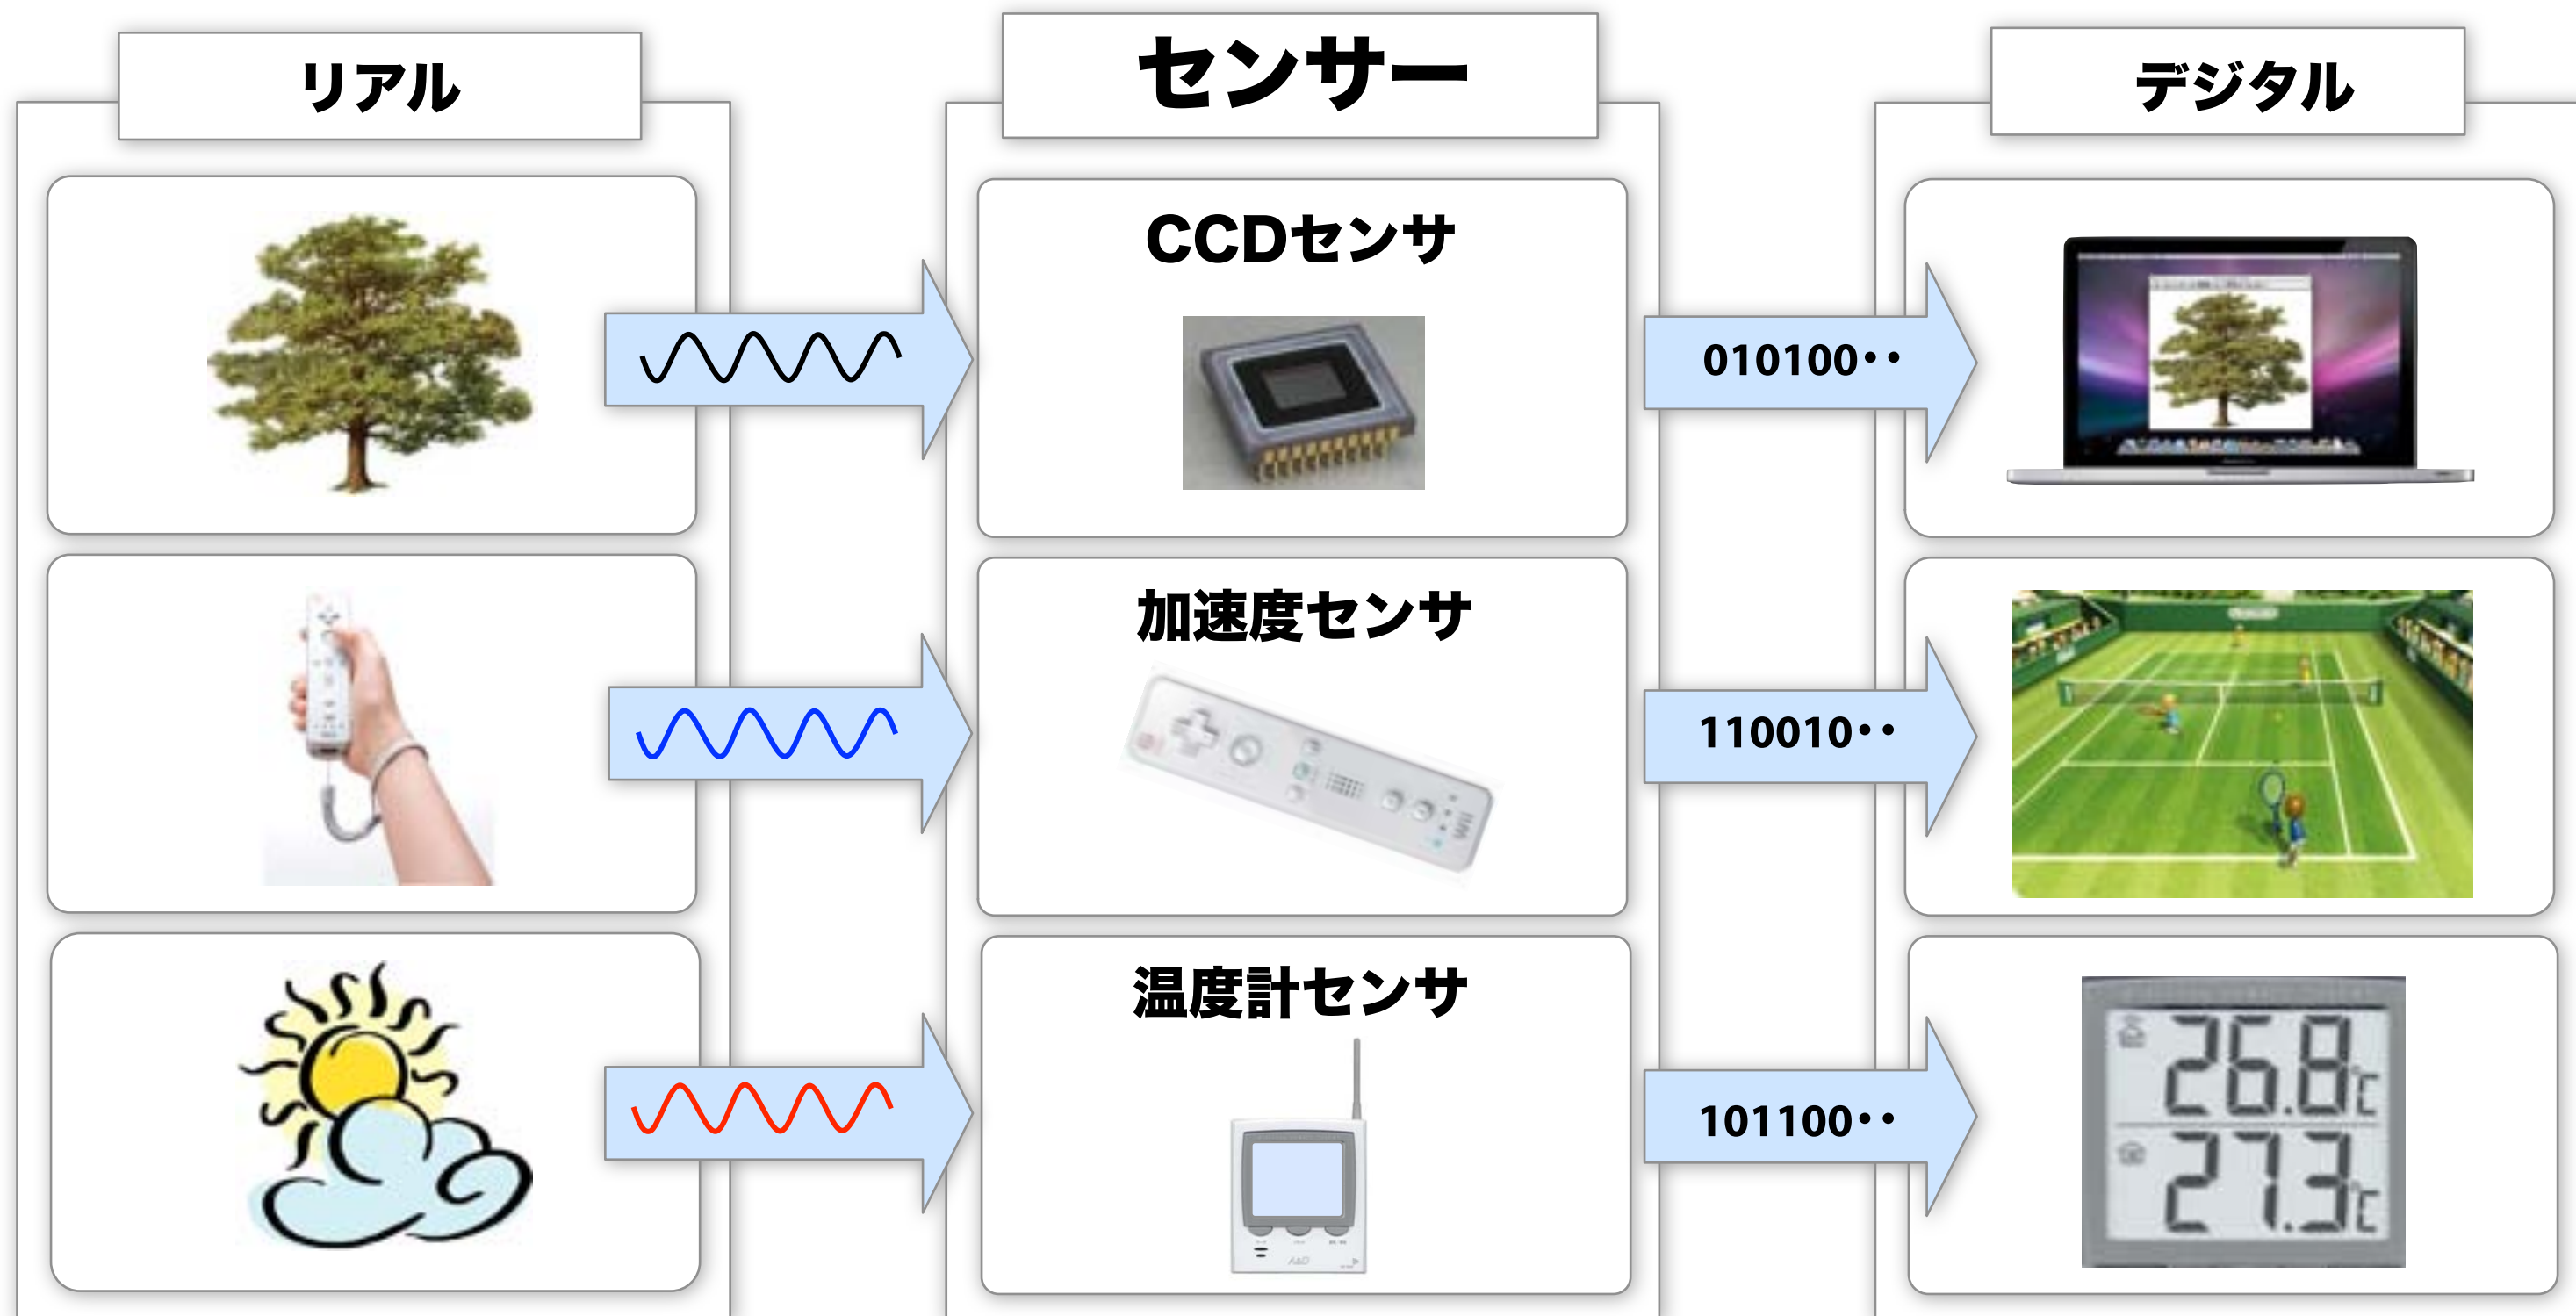 リアル
センサー
デジタル
CCDセンサ
010100・・
加速度センサ
Wii
110010・・
温度計センサ
A&D
101100・・
26.8℃
27.3℃